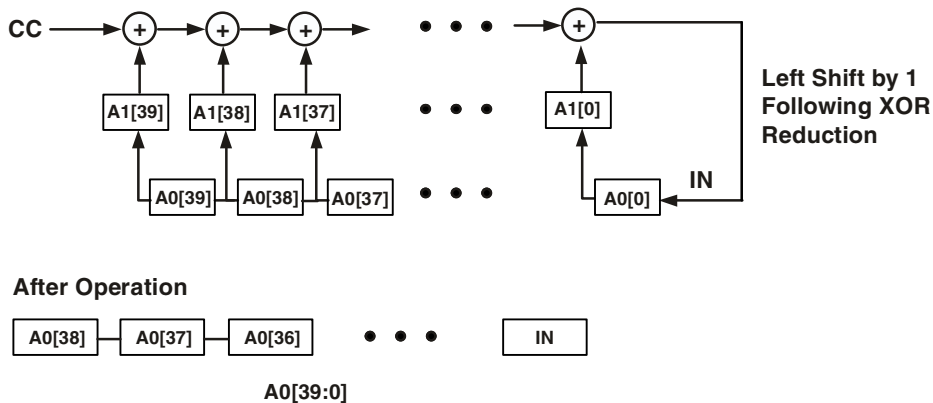 CC + + + +
A1[39] A1[38] A1[37] A1[0]
Left Shift by 1
Following XOR
Reduction
IN
A0[39] A0[38] A0[37] A0[0]
After Operation
A0[38] A0[37] A0[36] IN
A0[39:0]